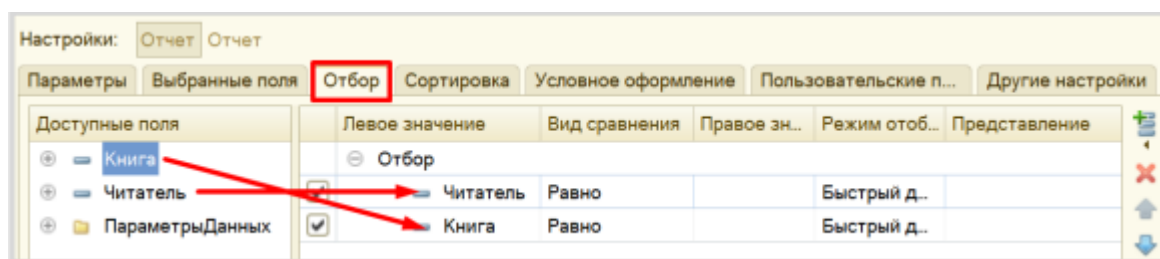 Настройки: Отчет Отчет
Параметры Выбранные поля Отбор Сортировка Условное оформление Пользовательские п... Другие настройки
Доступные поля Левое значение Вид сравнения Правое зн... Режим отоб... Представление
Книга Отбор
Читатель Читатель Равно Быстрый д...
ПараметрыДанных Книга Равно Быстрый д...